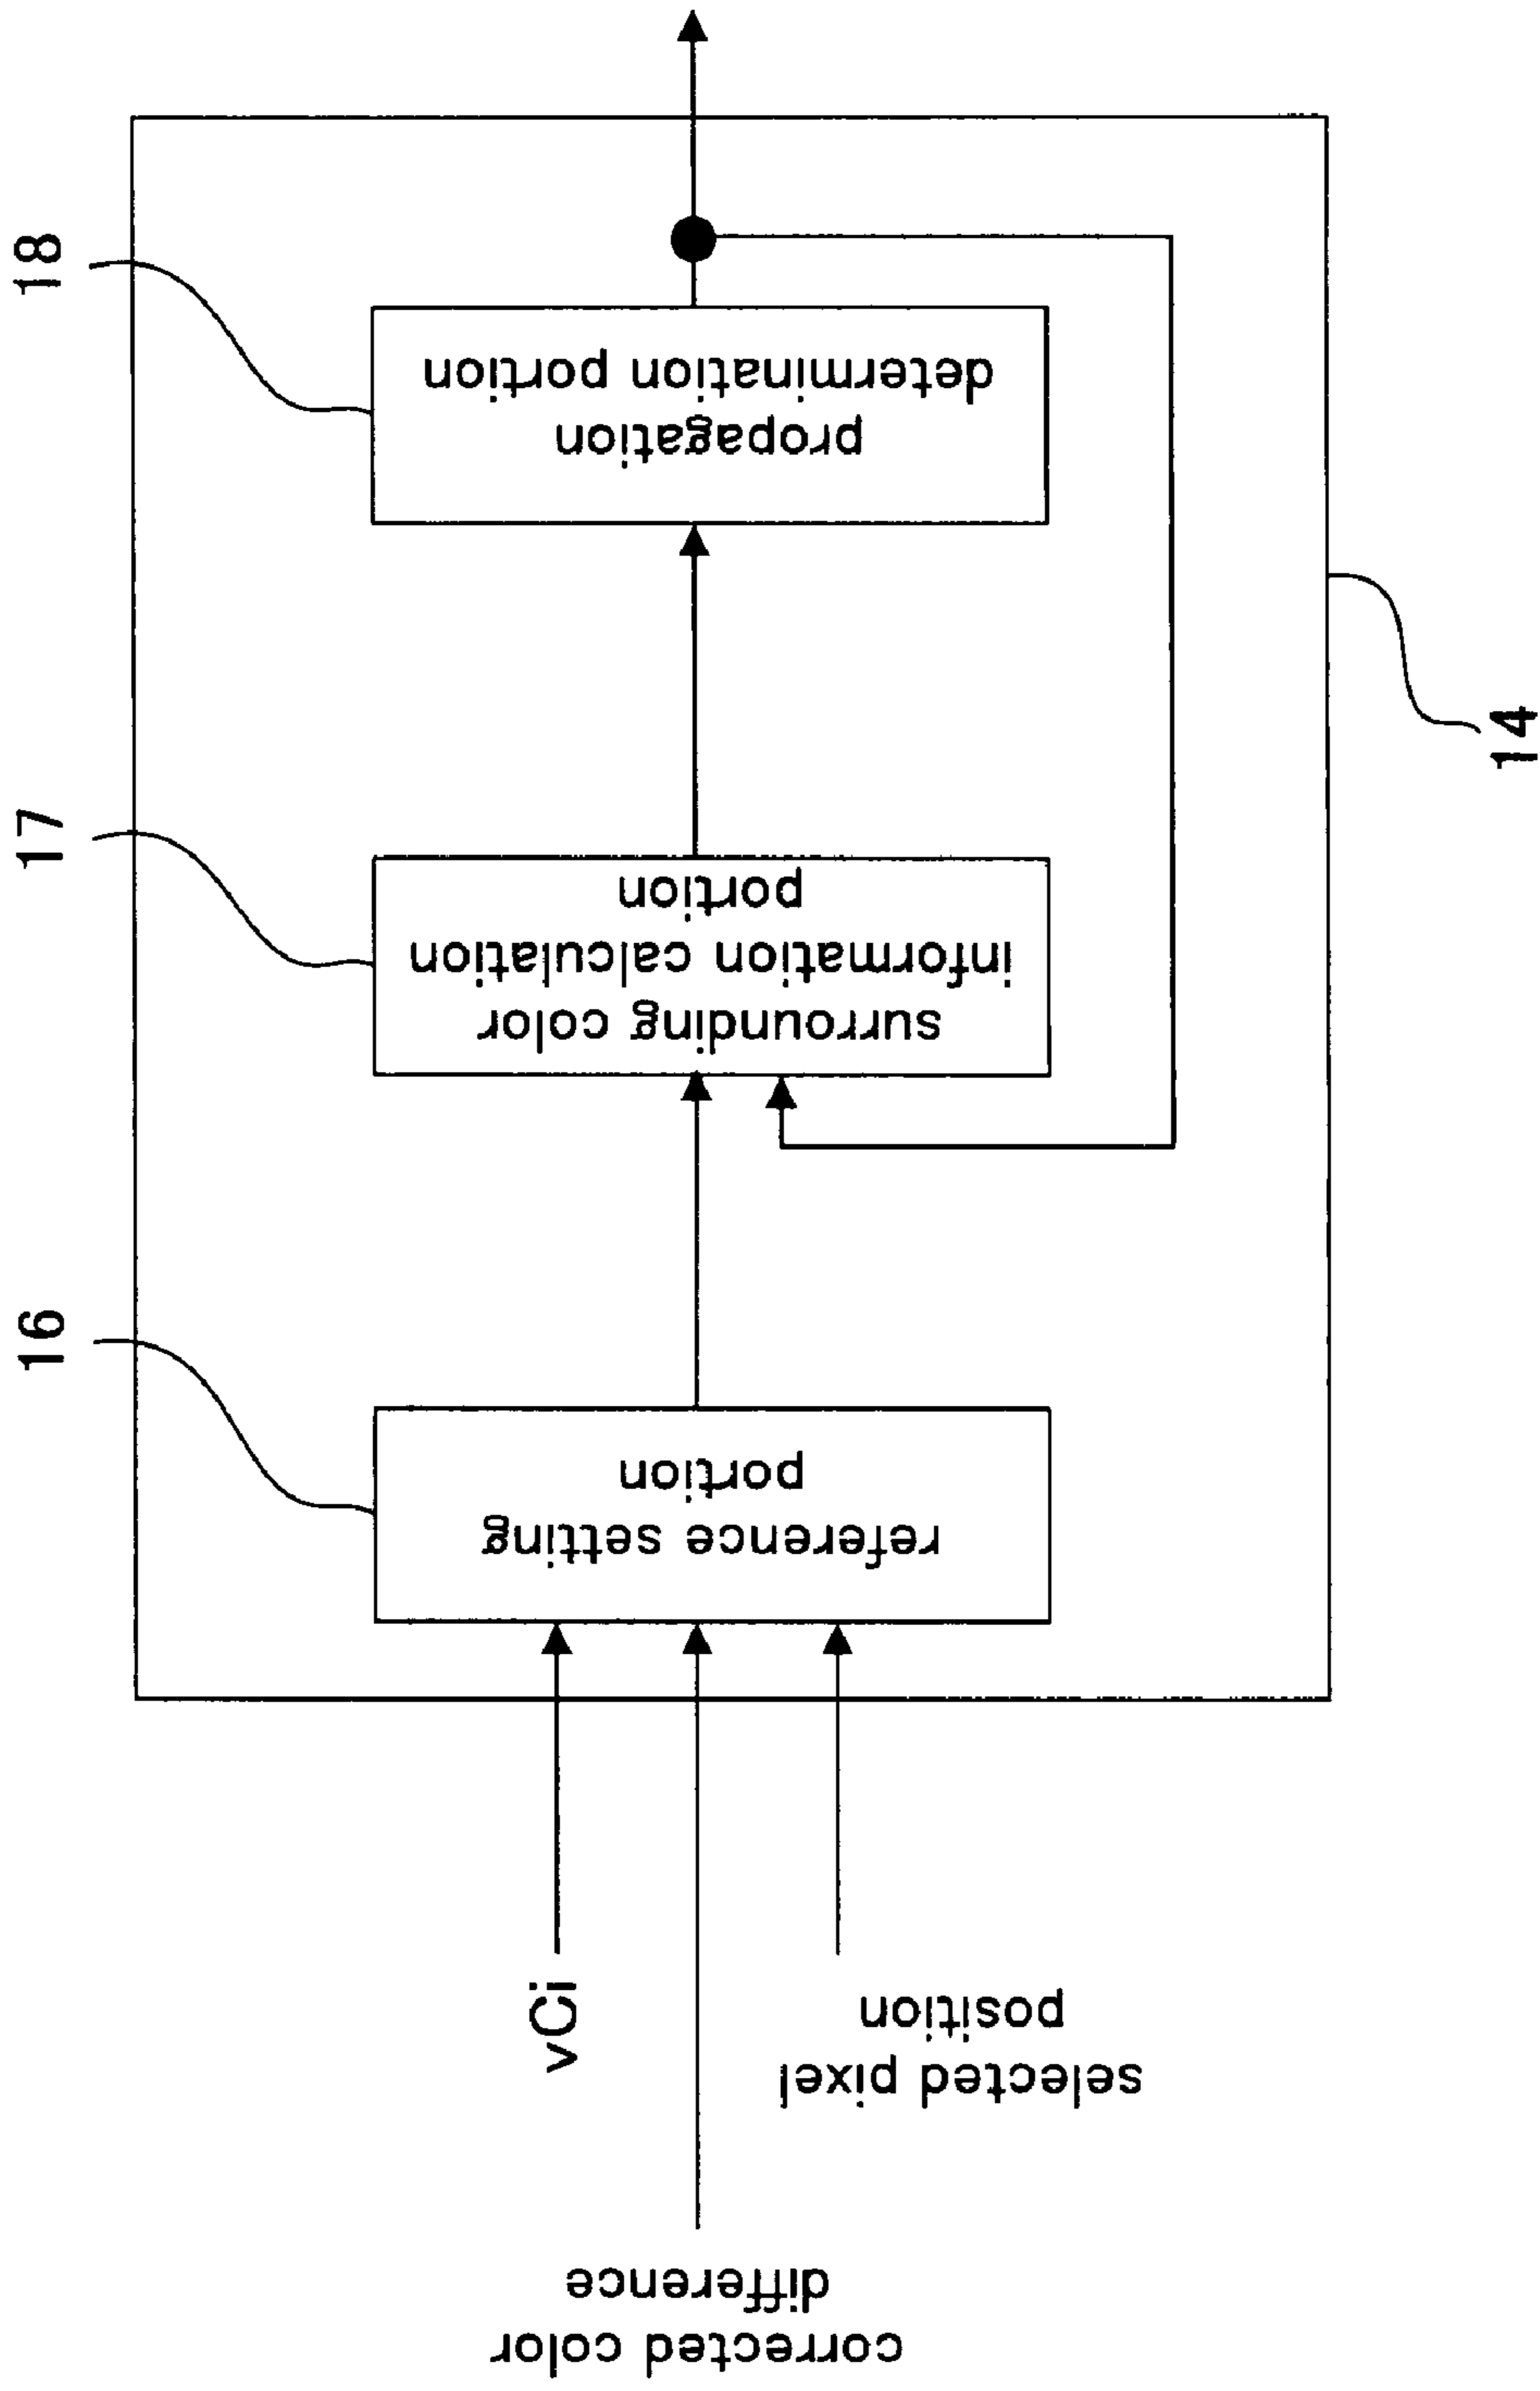 16
17
18
vCi
corrected color
difference
selected pixel
position
reference setting
portion
surrounding color
information calculation
portion
propagation
determination portion
14